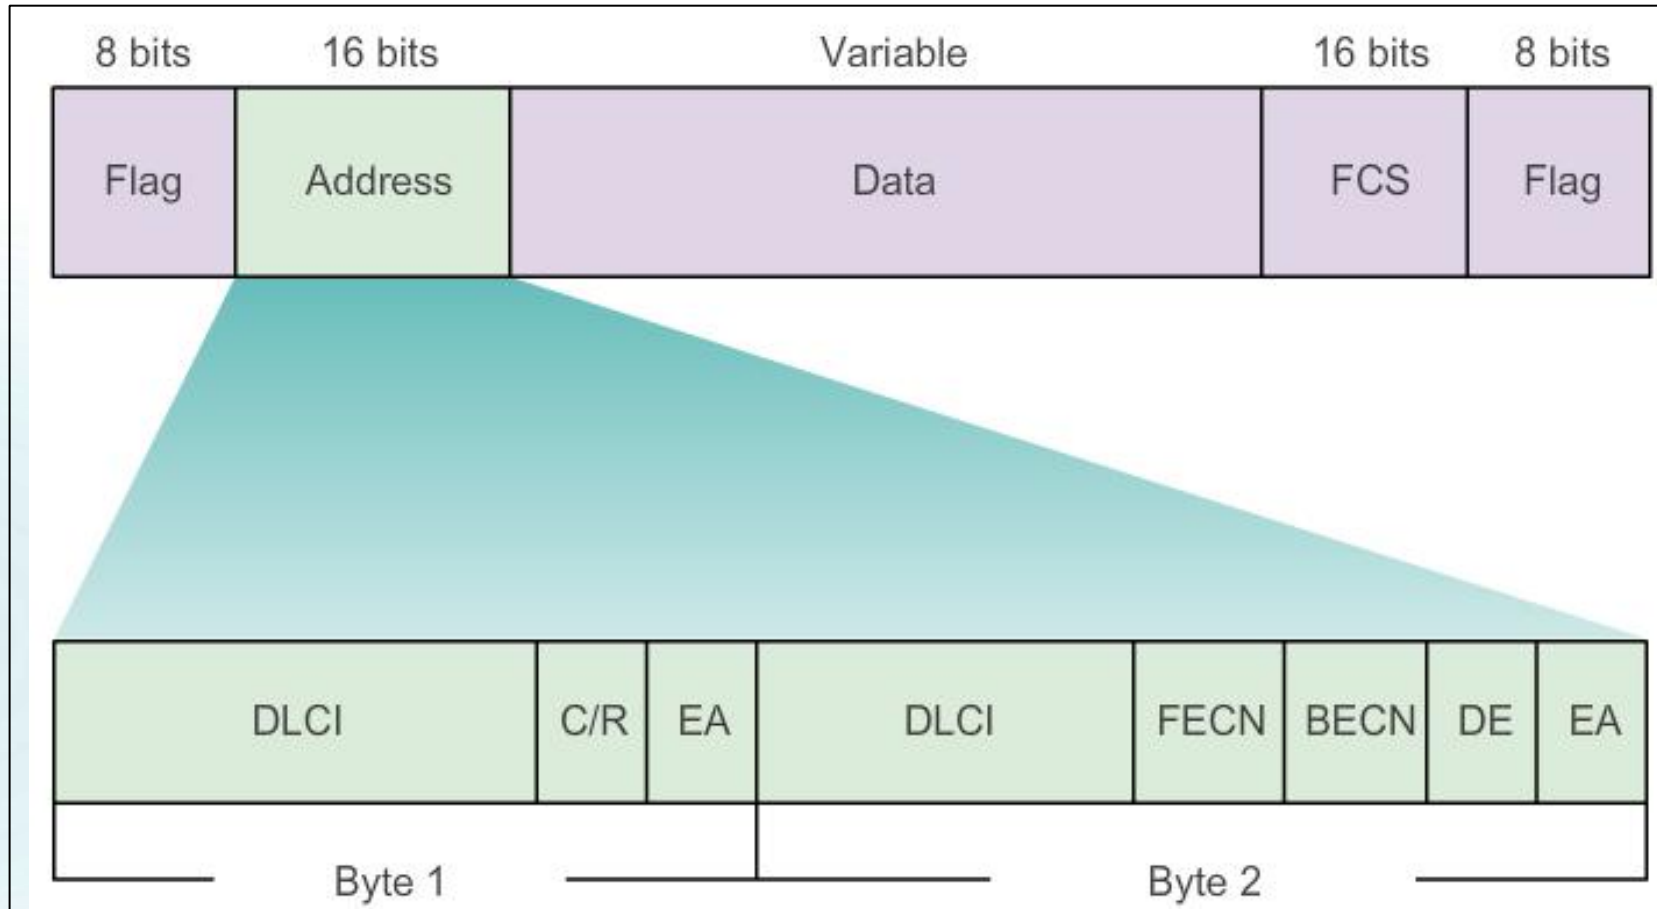 8 bits 16 bits Variable 16 bits 8 bits
Flag Address Data FCS Flag
DLCI C/R EA DLCI FECN BECN DE EA
Byte 1 Byte 2